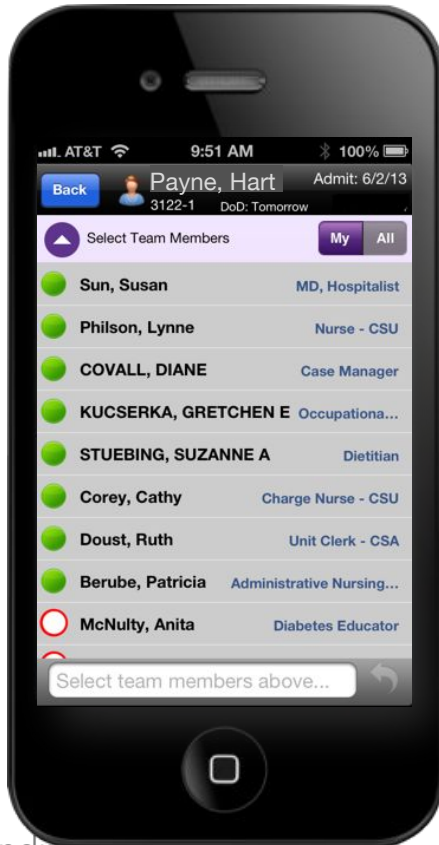 AT&T 9:51 AM 100%
Back Payne, Hart Admit: 6/2/13
3122-1 DoD: Tomorrow
Select Team Members My All
Sun, Susan MD, Hospitalist
Philson, Lynne Nurse - CSU
COVALL, DIANE Case Manager
KUCSERKA, GRETCHEN E Occupationa...
STUEBING, SUZANNE A Dietitian
Corey, Cathy Charge Nurse - CSU
Doust, Ruth Unit Clerk - CSA
Berube, Patricia Administrative Nursing...
McNulty, Anita Diabetes Educator
Select team members above...